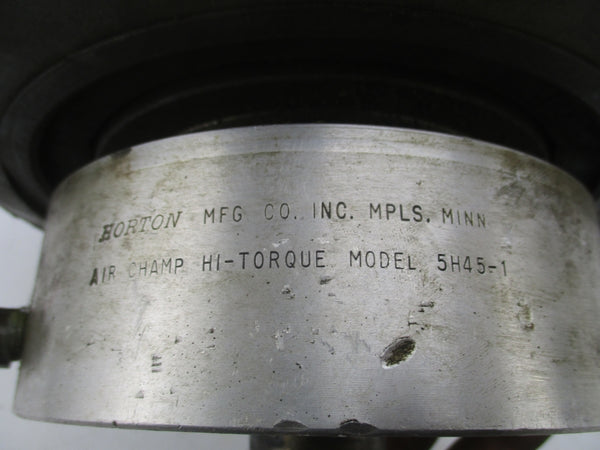 HORTON MFG CO. INC. MPLS. MINN
AIR CHAMP HI-TORQUE MODEL 5H45-1